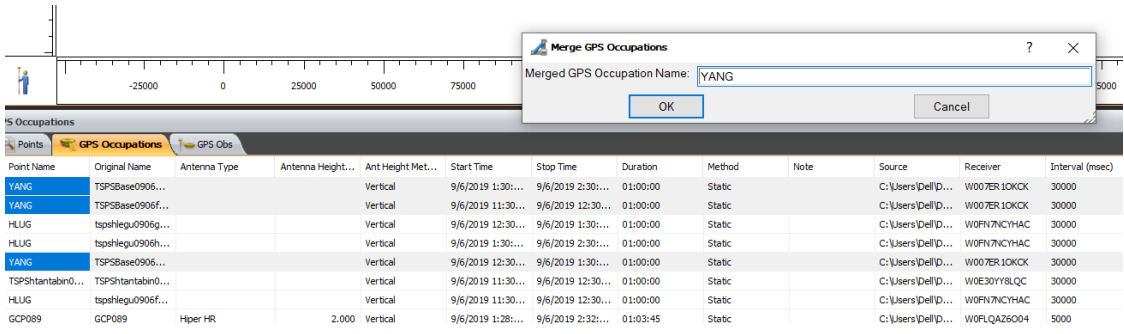 Merge GPS Occupations ? ×
Merged GPS Occupation Name: YANG
-25000 0 25000 50000 75000 5000
OK Cancel
PS Occupations
Points GPS Occupations GPS Obs
Point Name Original Name Antenna Type Antenna Height... Ant Height Met... Start Time Stop Time Duration Method Note Source Receiver Interval (msec)
YANG TSPSBase0906... Vertical 9/6/2019 1:30:... 9/6/2019 2:30:... 01:00:00 Static C:\Users\Dell\D... W007ER1OKCK 30000
YANG TSPSBase0906f... Vertical 9/6/2019 11:30... 9/6/2019 12:30... 01:00:00 Static C:\Users\Dell\D... W007ER1OKCK 30000
HLUG tspshlegu0906g... Vertical 9/6/2019 12:30... 9/6/2019 1:30:... 01:00:00 Static C:\Users\Dell\D... W0FN7NCYHAC 30000
HLUG tspshlegu0906h... Vertical 9/6/2019 1:30:... 9/6/2019 2:30:... 01:00:00 Static C:\Users\Dell\D... W0FN7NCYHAC 30000
YANG TSPSBase0906... Vertical 9/6/2019 12:30... 9/6/2019 1:30:... 01:00:00 Static C:\Users\Dell\D... W007ER1OKCK 30000
TSPShtantabin0... TSPShtantabin0... Vertical 9/6/2019 11:30... 9/6/2019 12:30... 01:00:00 Static C:\Users\Dell\D... W0E30YY8LQC 30000
HLUG tspshlegu0906f... Vertical 9/6/2019 11:30... 9/6/2019 12:30... 01:00:00 Static C:\Users\Dell\D... W0FN7NCYHAC 30000
GCP089 GCP089 Hiper HR 2.000 Vertical 9/6/2019 1:28:... 9/6/2019 2:32:... 01:03:45 Static C:\Users\Dell\D... W0FLQAZ6O04 5000